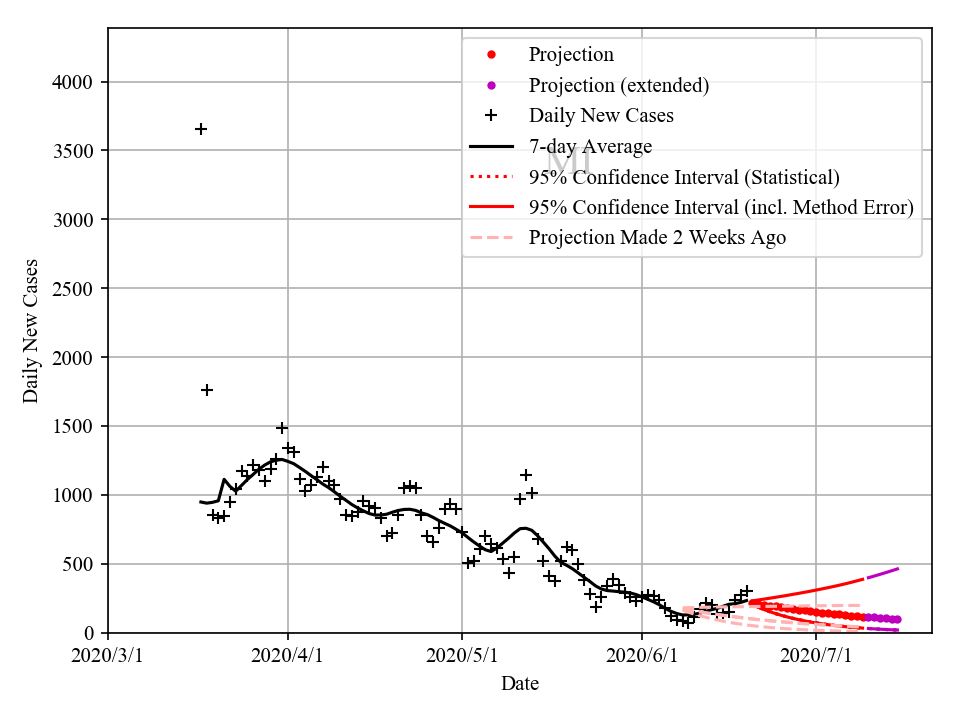 Projection
Projection (extended)
Daily New Cases
7-day Average
MI
95% Confidence Interval (Statistical)
95% Confidence Interval (incl. Method Error)
Projection Made 2 Weeks Ago
4000
3500
3000
2500
2000
1500
1000
500
0
Daily New Cases
2020/3/1
2020/4/1
2020/5/1
2020/6/1
2020/7/1
Date